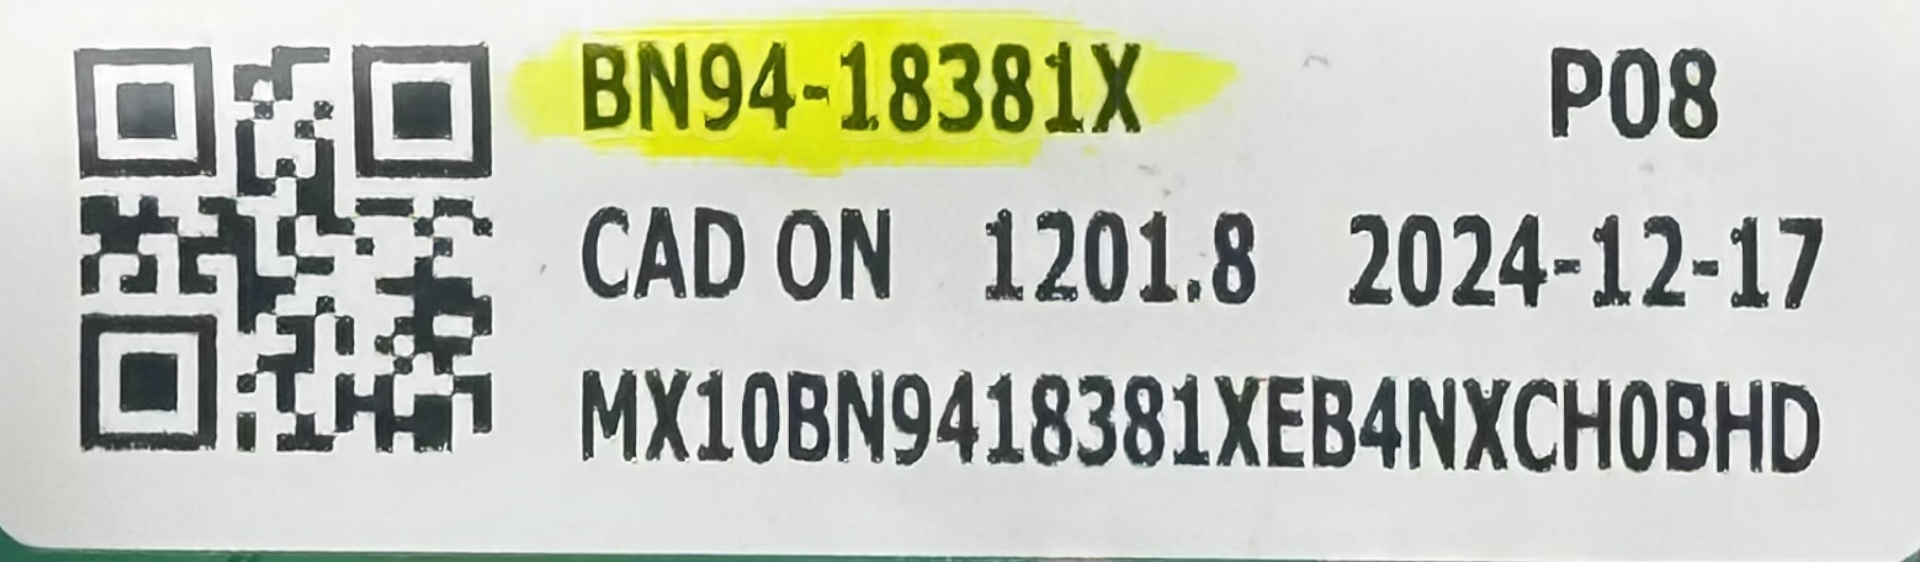 BN94-18381X P08
CAD ON 1201.8 2024-12-17
MX10BN9418381XEB4NXCH0BHD